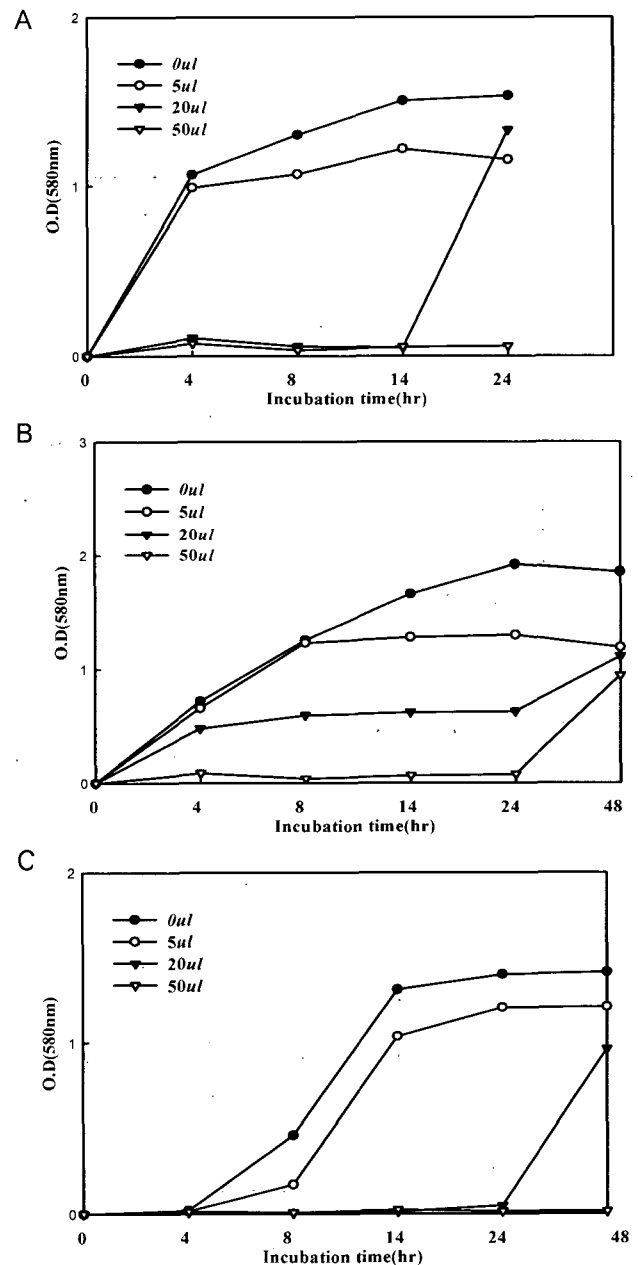 A
2
0ul
5ul
20ul
50ul
1
0
O.D(580nm)
0 4 8 14 24
Incubation time(hr)
B
3
0ul
5ul
20ul
50ul
2
1
0
O.D(580nm)
0 4 8 14 24 48
Incubation time(hr)
C
2
0ul
5ul
20ul
50ul
1
0
O.D(580nm)
0 4 8 14 24 48
Incubation time(hr)